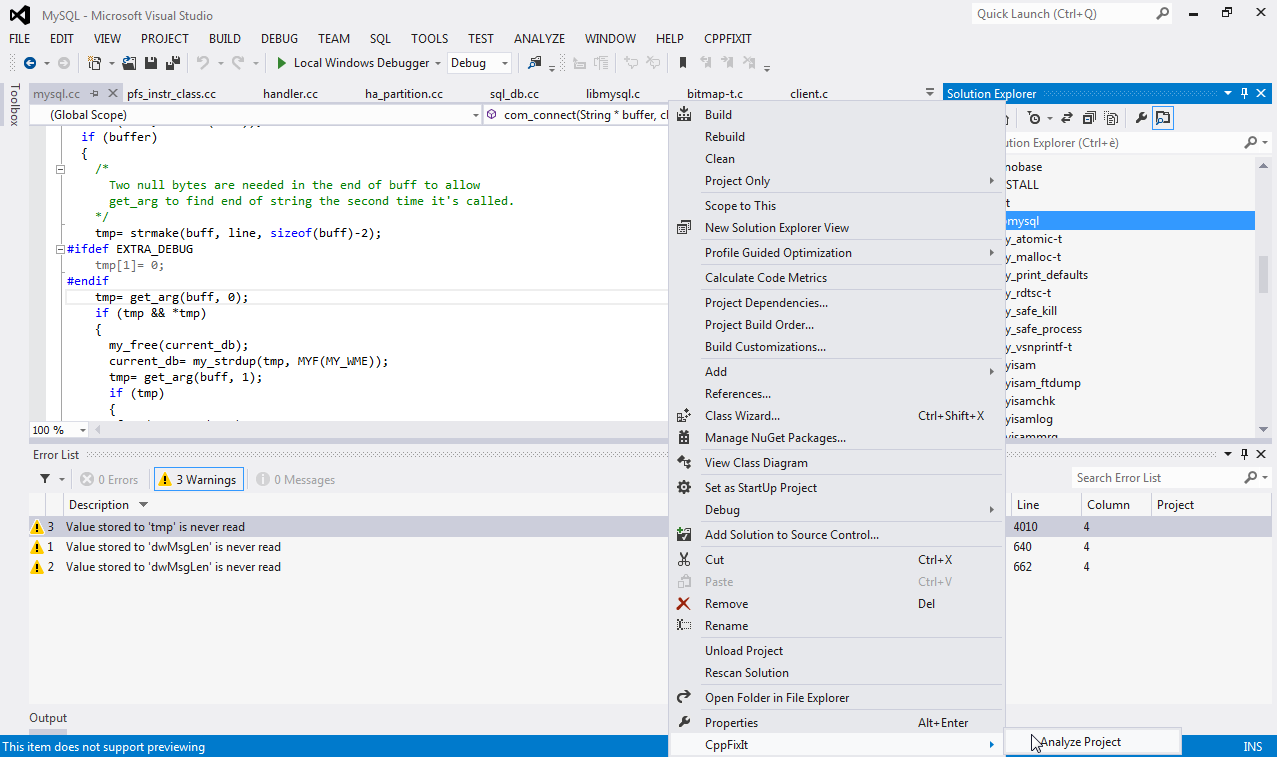 MySQL - Microsoft Visual Studio
Quick Launch (Ctrl+Q)
FILE EDIT VIEW PROJECT BUILD DEBUG TEAM SQL TOOLS TEST ANALYZE WINDOW HELP CPPFIXIT
Local Windows Debugger Debug
Toolbox
mysql.cc pfs_instr_class.cc handler.cc ha_partition.cc sql_db.cc libmysql.c bitmap-t.c client.c
(Global Scope) com_connect(String * buffer, cl
if (buffer)
{
/*
Two null bytes are needed in the end of buff to allow
get_arg to find end of string the second time it's called.
*/
tmp= strmake(buff, line, sizeof(buff)-2);
#ifdef EXTRA_DEBUG
tmp[1]= 0;
#endif
tmp= get_arg(buff, 0);
if (tmp && *tmp)
{
my_free(current_db);
current_db= my_strdup(tmp, MYF(MY_WME));
tmp= get_arg(buff, 1);
if (tmp)
{
100 %
Build
Rebuild
Clean
Project Only
Scope to This
New Solution Explorer View
Profile Guided Optimization
Calculate Code Metrics
Project Dependencies...
Project Build Order...
Build Customizations...
Add
References...
Class Wizard... Ctrl+Shift+X
Manage NuGet Packages...
View Class Diagram
Set as StartUp Project
Debug
Add Solution to Source Control...
Cut Ctrl+X
Paste Ctrl+V
Remove Del
Rename
Unload Project
Rescan Solution
Open Folder in File Explorer
Properties Alt+Enter
CppFixIt
Analyze Project
Solution Explorer
ution Explorer (Ctrl+è)
nobase
STALL
t
mysql
y_atomic-t
y_malloc-t
y_print_defaults
y_rdtsc-t
y_safe_kill
y_safe_process
y_vsnprintf-t
yisam
yisam_ftdump
yisamchk
yisamlog
yisammrg
Error List
0 Errors 3 Warnings 0 Messages
Search Error List
Description Line Column Project
3 Value stored to 'tmp' is never read 4010 4
1 Value stored to 'dwMsgLen' is never read 640 4
2 Value stored to 'dwMsgLen' is never read 662 4
Output
This item does not support previewing
INS